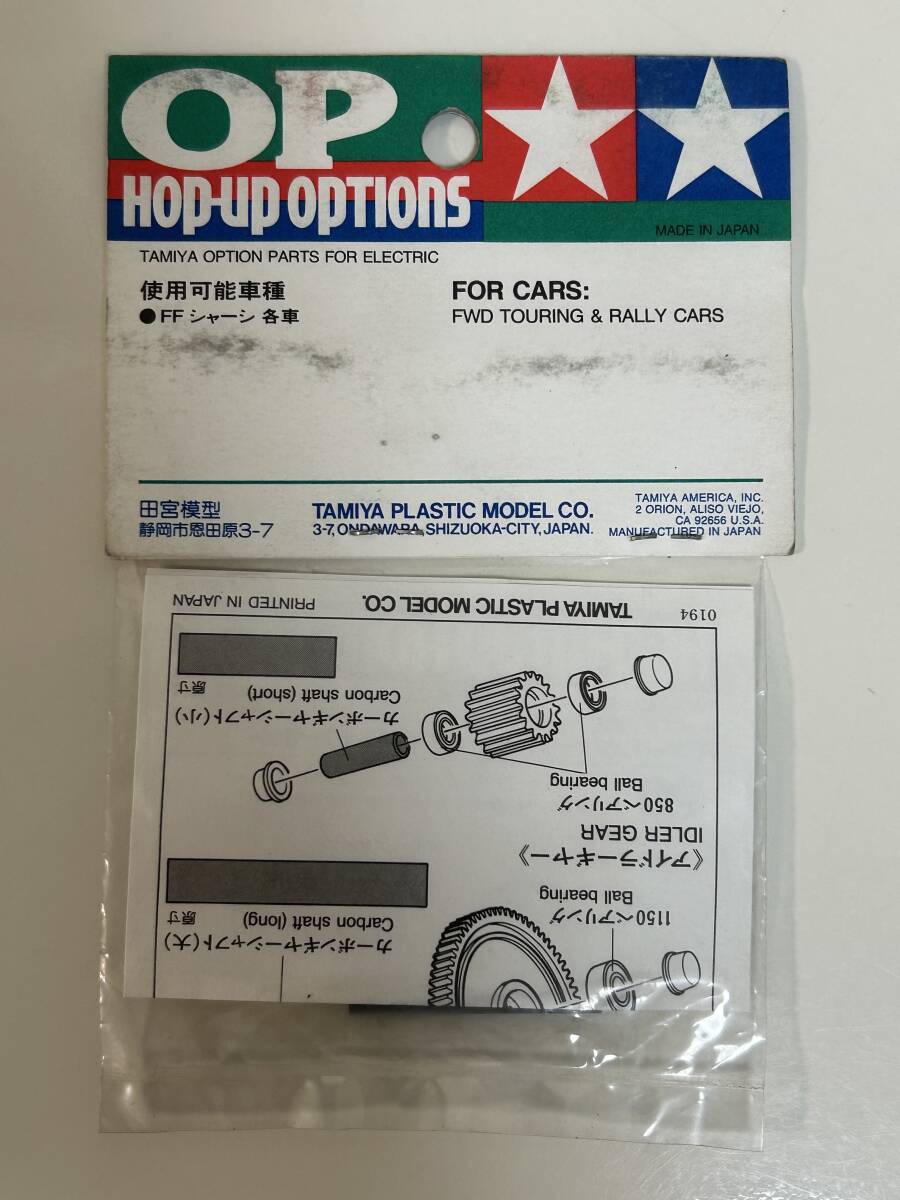 OP
HOP-UP OPTIONS
MADE IN JAPAN
TAMIYA OPTION PARTS FOR ELECTRIC
使用可能車種
●FFシャーシ 各車
FOR CARS:
FWD TOURING & RALLY CARS
田宮模型
静岡市恩田原3-7
TAMIYA PLASTIC MODEL CO.
3-7, ONDAWARA, SHIZUOKA-CITY, JAPAN.
TAMIYA AMERICA, INC.
2 ORION, ALISO VIEJO,
CA 92656 U.S.A.
MANUFACTURED IN JAPAN
1150ベアリング
Ball bearing
カーボンギヤーシャフト(大)
Carbon shaft (long)
原寸
《アイドラーギヤー》
IDLER GEAR
850ベアリング
Ball bearing
カーボンギヤーシャフト(小)
Carbon shaft (short)
原寸
0194
TAMIYA PLASTIC MODEL CO.
PRINTED IN JAPAN